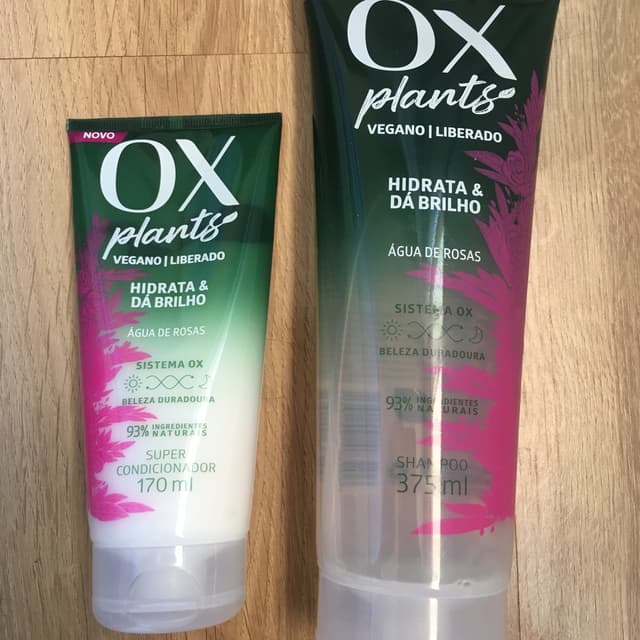 NOVO
OX
plants
VEGANO | LIBERADO
HIDRATA &
DÁ BRILHO
ÁGUA DE ROSAS
SISTEMA OX
BELEZA DURADOURA
93% INGREDIENTES
NATURAIS
SUPER
CONDICIONADOR
170 ml
OX
plants
VEGANO | LIBERADO
HIDRATA &
DÁ BRILHO
ÁGUA DE ROSAS
SISTEMA OX
BELEZA DURADOURA
93% INGREDIENTES
NATURAIS
SHAMPOO
375 ml